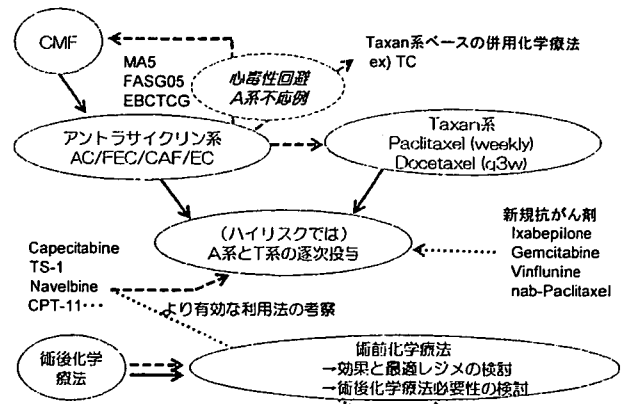 CMF
MA5
FASG05
EBCTCG
心毒性回避
A系不応例
Taxan系ベースの併用化学療法
ex) TC
アントラサイクリン系
AC/FEC/CAF/EC
Taxan系
Paclitaxel (weekly)
Docetaxel (q3w)
(ハイリスクでは)
A系とT系の逐次投与
新規抗がん剤
Ixabepilone
Gemcitabine
Vinflunine
nab-Paclitaxel
Capecitabine
TS-1
Navelbine
CPT-11…
より有効な利用法の考察
術後化学
療法
術前化学療法
→効果と最適レジメの検討
→術後化学療法必要性の検討